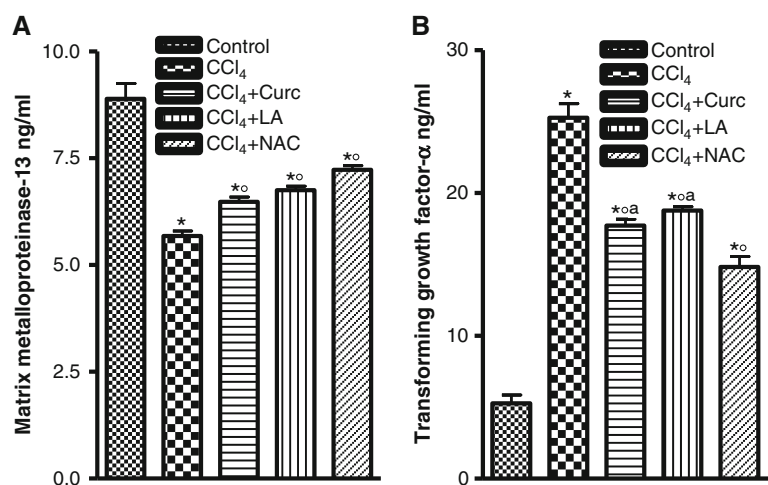 A
Matrix metalloproteinase-13 ng/ml
10.0
7.5
5.0
2.5
0.0
Control
CCl₄
CCl₄+Curc
CCl₄+LA
CCl₄+NAC
*
*○
*○
*○
B
Transforming growth factor-α ng/ml
30
20
10
0
Control
CCl₄
CCl₄+Curc
CCl₄+LA
CCl₄+NAC
*
*○a
*○a
*○